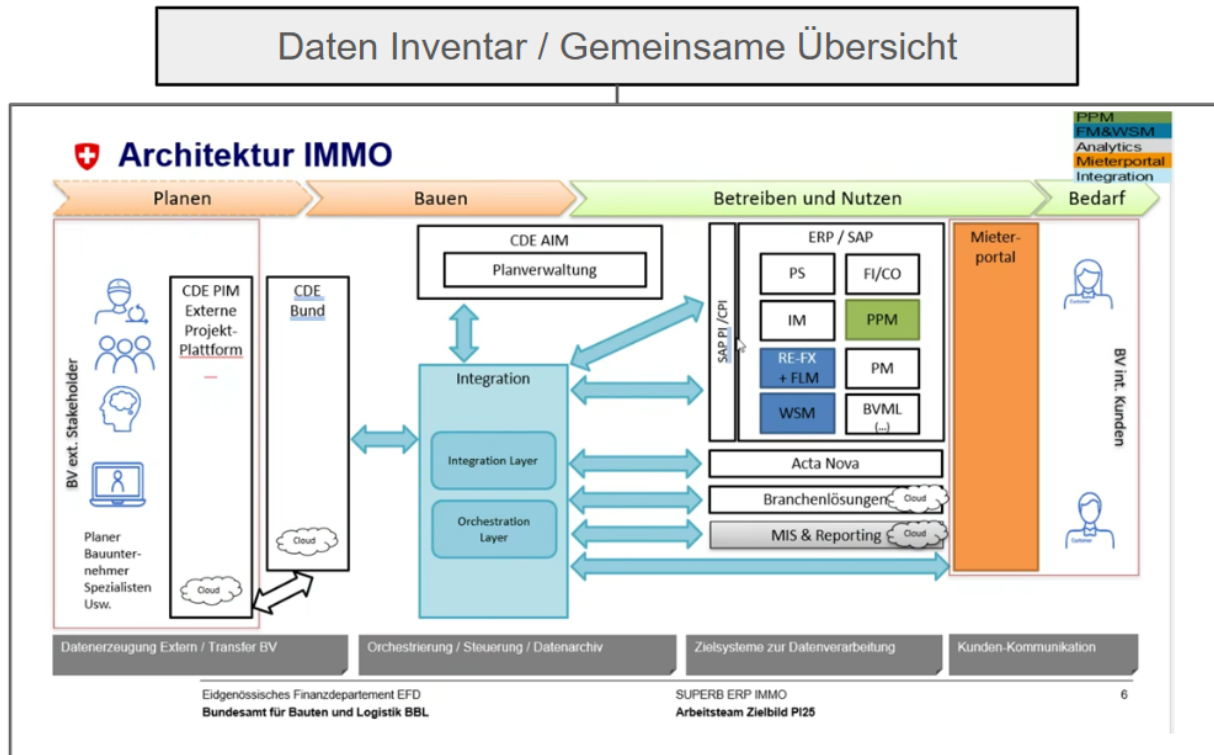 Daten Inventar / Gemeinsame Übersicht
Architektur IMMO
PPM
FM&WSM
Analytics
Mieterportal
Integration
Planen
Bauen
Betreiben und Nutzen
Bedarf
BV ext. Stakeholder
Planer
Bauunter-
nehmer
Spezialisten
Usw.
CDE PIM
Externe
Projekt-
Plattform
Cloud
CDE
Bund
Cloud
CDE AIM
Planverwaltung
Integration
Integration Layer
Orchestration
Layer
SAP PI /CPI
ERP / SAP
PS
FI/CO
IM
PPM
RE-FX
+ FLM
PM
WSM
BVML
(...)
Acta Nova
Branchenlösungen
Cloud
MIS & Reporting
Cloud
Mieter-
portal
Customer
BV int. Kunden
Customer
Datenerzeugung Extern / Transfer BV
Orchestrierung / Steuerung / Datenarchiv
Zielsysteme zur Datenverarbeitung
Kunden-Kommunikation
Eidgenössisches Finanzdepartement EFD
Bundesamt für Bauten und Logistik BBL
SUPERB ERP IMMO
Arbeitsteam Zielbild PI25
6